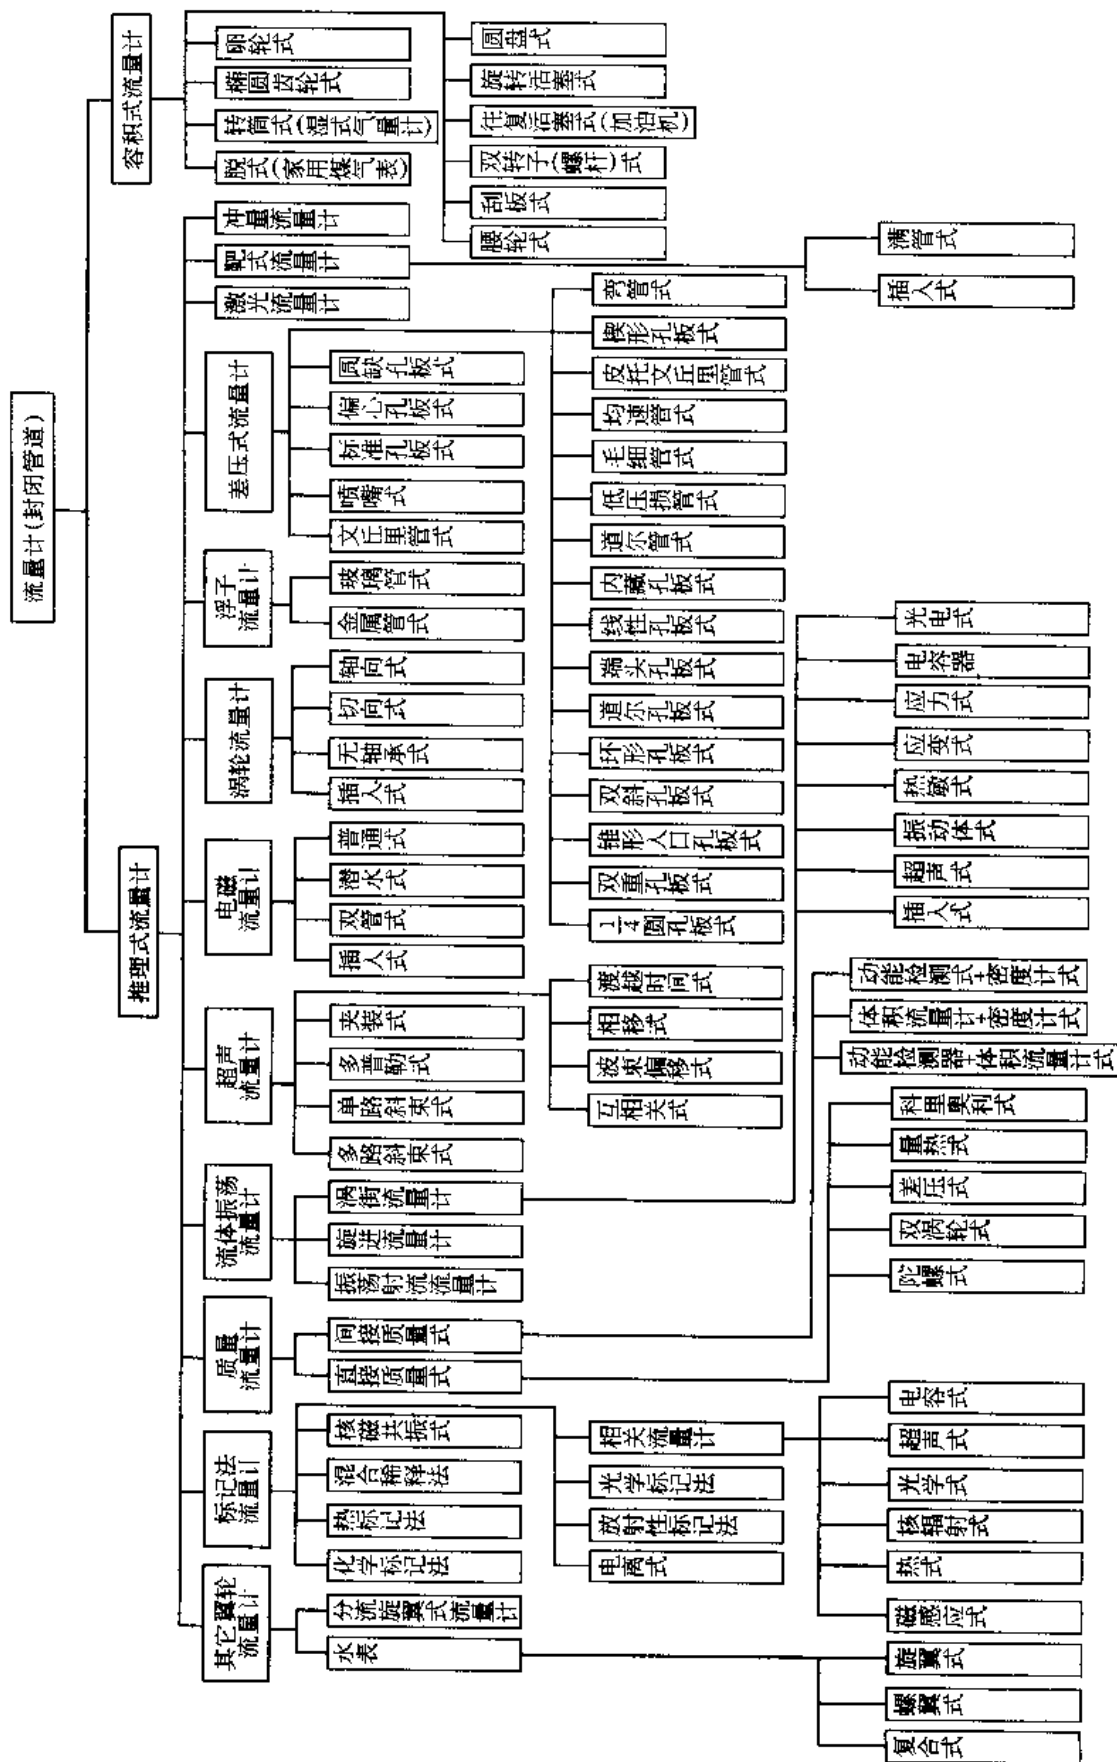 流量计(封闭管道)
推理式流量计
容积式流量计
其它翼轮
流量计
标记法
流量计
质量
流量计
流体振荡
流量计
超声
流量计
电磁
流量计
涡轮流量计
浮子
流量计
差压式流量计
激光流量计
靶式流量计
冲量流量计
脱式(家用煤气表)
转筒式(湿式气量计)
椭圆齿轮式
卵轮式
水表
分流旋翼式流量计
化学标记法
热标记法
混合稀释法
核磁共振式
直接质量式
间接质量式
振荡射流流量计
旋进流量计
涡街流量计
多路斜束式
单路斜束式
多普勒式
夹装式
插入式
双管式
潜水式
普通式
插入式
无轴承式
切向式
轴向式
金属管式
玻璃管式
文丘里管式
喷嘴式
标准孔板式
偏心孔板式
圆缺孔板式
腰轮式
刮板式
双转子(螺杆)式
往复活塞式(加油机)
旋转活塞式
圆盘式
电离式
放射性标记法
光学标记法
相关流量计
互相关式
波束偏移式
相移式
渡越时间式
1/4圆孔板式
双重孔板式
锥形入口孔板式
双斜孔板式
环形孔板式
道尔孔板式
端头孔板式
线性孔板式
内藏孔板式
道尔管式
低压损管式
毛细管式
均速管式
皮托文丘里管式
楔形孔板式
弯管式
复合式
螺翼式
旋翼式
磁感应式
热式
核辐射式
光学式
超声式
电容式
陀螺式
双涡轮式
差压式
量热式
科里奥利式
动能检测器+体积流量计式
体积流量计+密度计式
功能检测式+密度计式
插入式
超声式
振动体式
热敏式
应变式
应力式
电容器
光电式
插入式
满管式